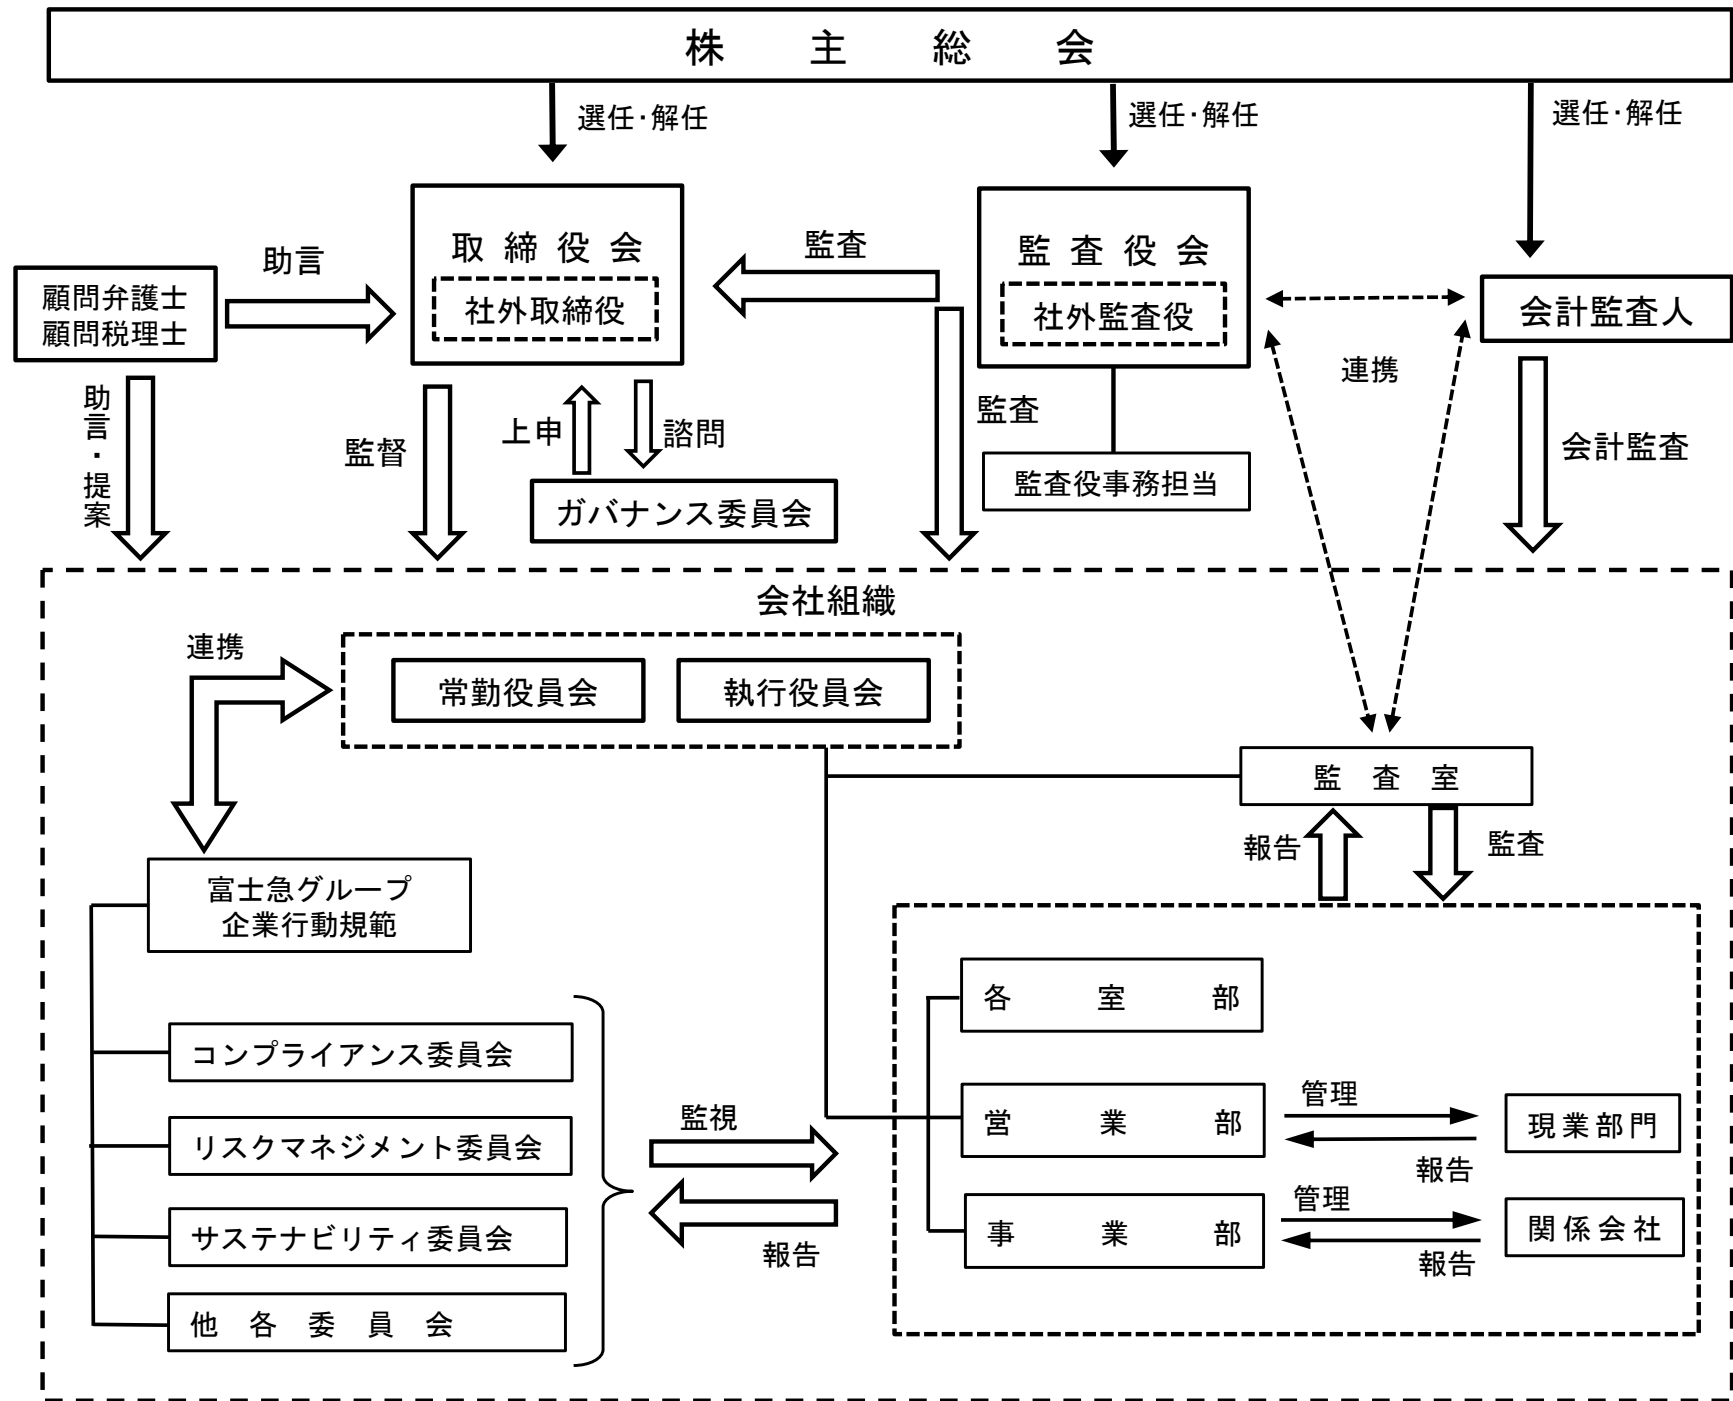 株主総会
選任・解任
選任・解任
選任・解任
取締役会
社外取締役
監査
監査役会
社外監査役
会計監査人
顧問弁護士
顧問税理士
助言
助言・提案
監督
上申
諮問
ガバナンス委員会
監査
監査役事務担当
連携
会計監査
会社組織
連携
常勤役員会
執行役員会
監査室
報告
監査
富士急グループ
企業行動規範
コンプライアンス委員会
リスクマネジメント委員会
サステナビリティ委員会
他各委員会
監視
報告
各室部
営業部
事業部
管理
報告
現業部門
管理
報告
関係会社